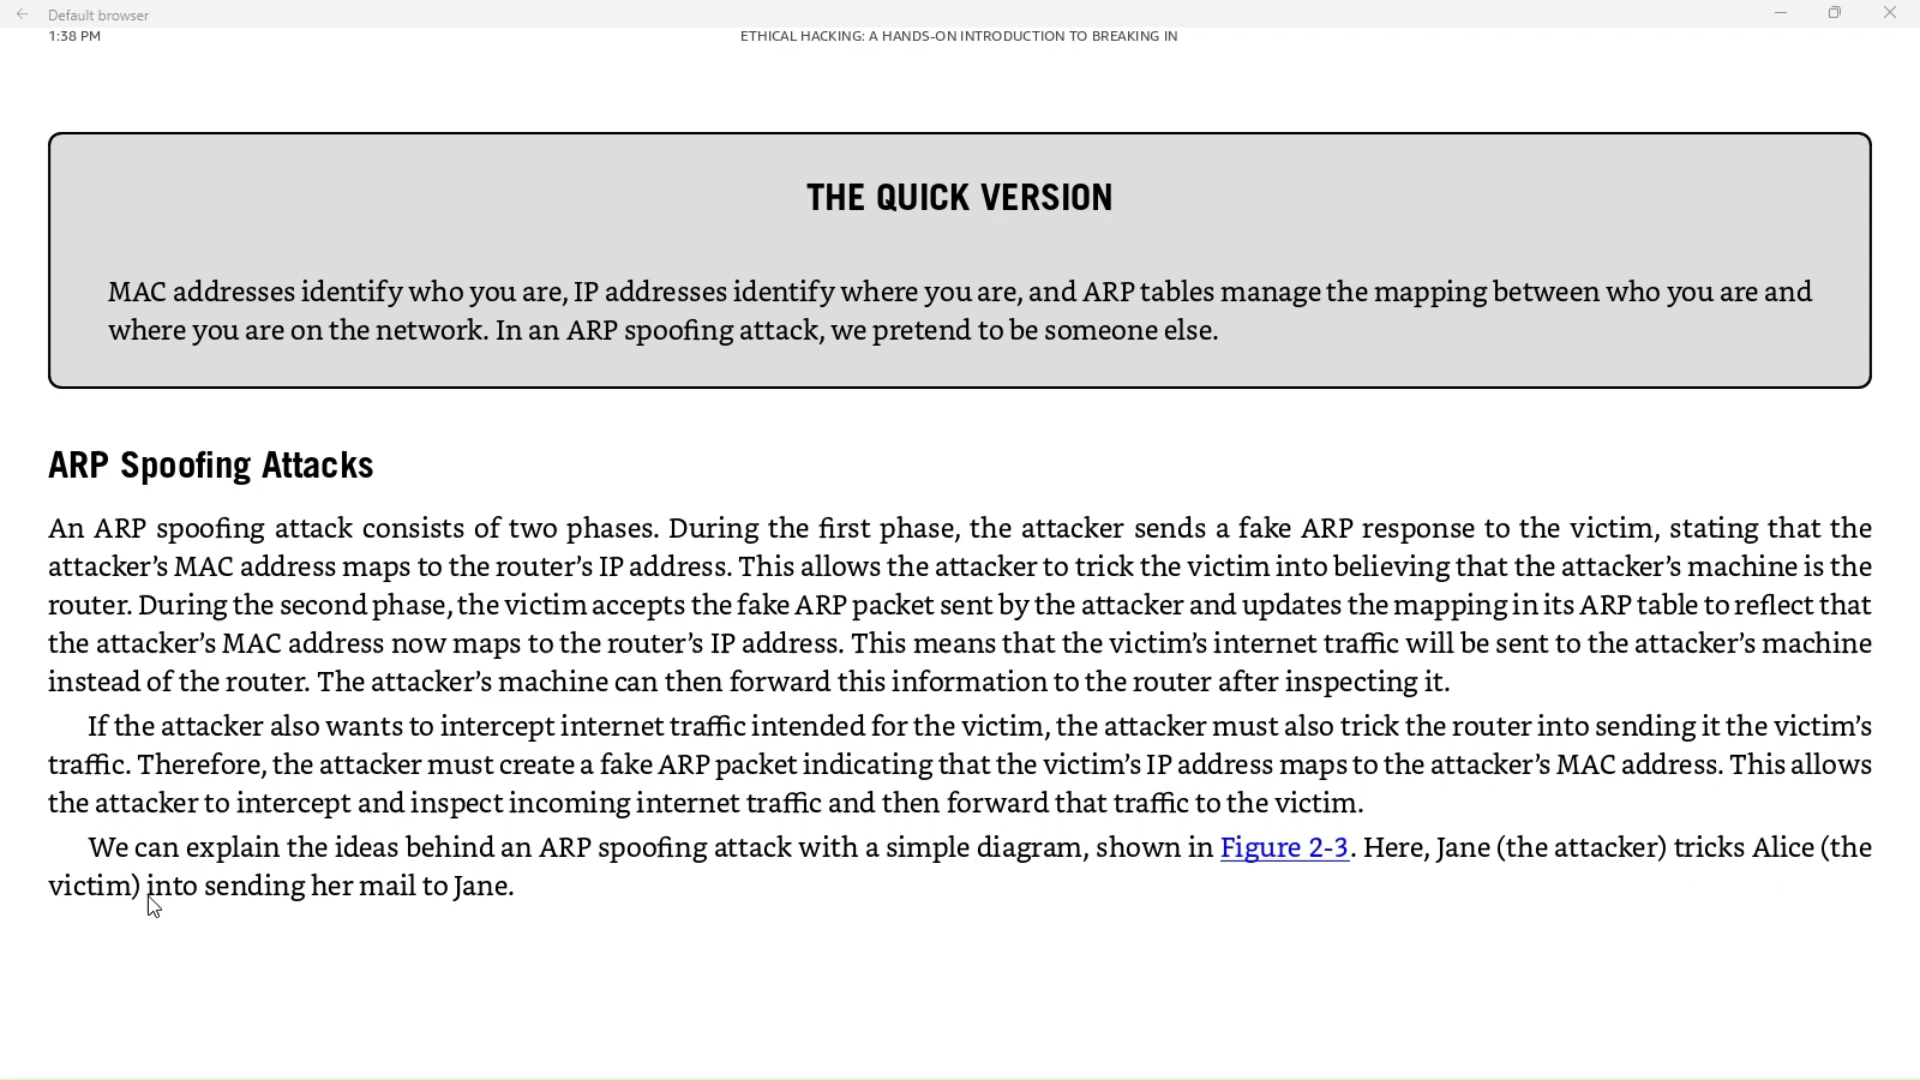 Default browser
1:38 PM
ETHICAL HACKING: A HANDS-ON INTRODUCTION TO BREAKING IN
THE QUICK VERSION
MAC addresses identify who you are, IP addresses identify where you are, and ARP tables manage the mapping between who you are and
where you are on the network. In an ARP spoofing attack, we pretend to be someone else.
ARP Spoofing Attacks
An ARP spoofing attack consists of two phases. During the first phase, the attacker sends a fake ARP response to the victim, stating that the
attacker’s MAC address maps to the router’s IP address. This allows the attacker to trick the victim into believing that the attacker’s machine is the
router. During the second phase, the victim accepts the fake ARP packet sent by the attacker and updates the mapping in its ARP table to reflect that
the attacker’s MAC address now maps to the router’s IP address. This means that the victim’s internet traffic will be sent to the attacker’s machine
instead of the router. The attacker’s machine can then forward this information to the router after inspecting it.
If the attacker also wants to intercept internet traffic intended for the victim, the attacker must also trick the router into sending it the victim’s
traffic. Therefore, the attacker must create a fake ARP packet indicating that the victim’s IP address maps to the attacker’s MAC address. This allows
the attacker to intercept and inspect incoming internet traffic and then forward that traffic to the victim.
We can explain the ideas behind an ARP spoofing attack with a simple diagram, shown in Figure 2-3. Here, Jane (the attacker) tricks Alice (the
victim) into sending her mail to Jane.